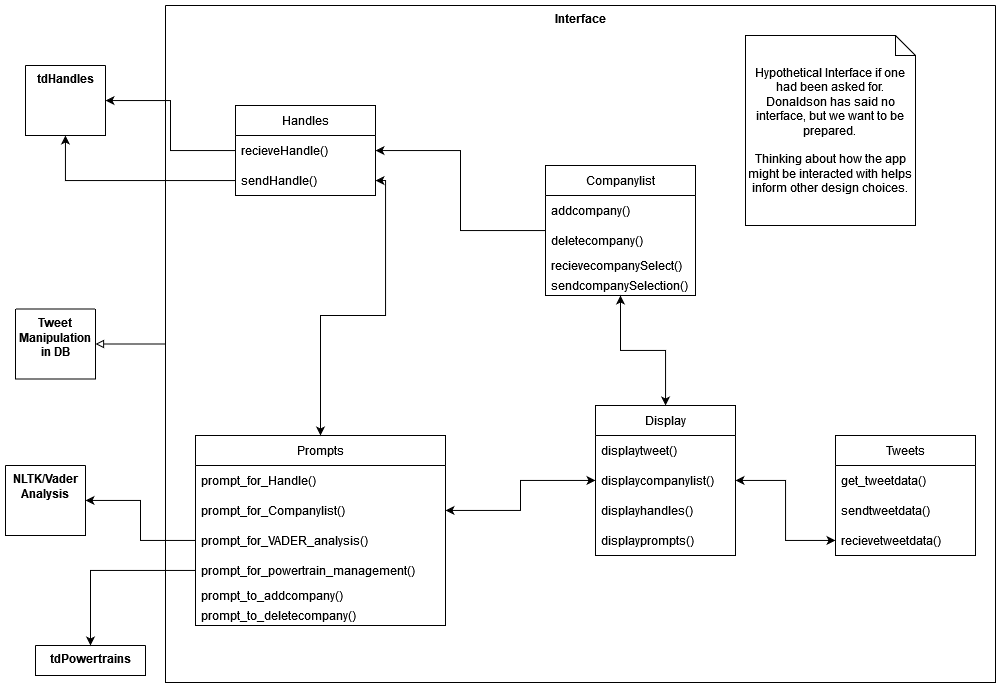 Interface
tdHandles
Hypothetical Interface if one
had been asked for.
Donaldson has said no
interface, but we want to be
prepared.
Thinking about how the app
might be interacted with helps
inform other design choices.
Handles
recieveHandle()
sendHandle()
Companylist
addcompany()
deletecompany()
recievecompanySelect()
sendcompanySelection()
Tweet
Manipulation
in DB
Prompts
prompt_for_Handle()
prompt_for_Companylist()
prompt_for_VADER_analysis()
prompt_for_powertrain_management()
prompt_to_addcompany()
prompt_to_deletecompany()
Display
displaytweet()
displaycompanylist()
displayhandles()
displayprompts()
Tweets
get_tweetdata()
sendtweetdata()
recievetweetdata()
NLTK/Vader
Analysis
tdPowertrains